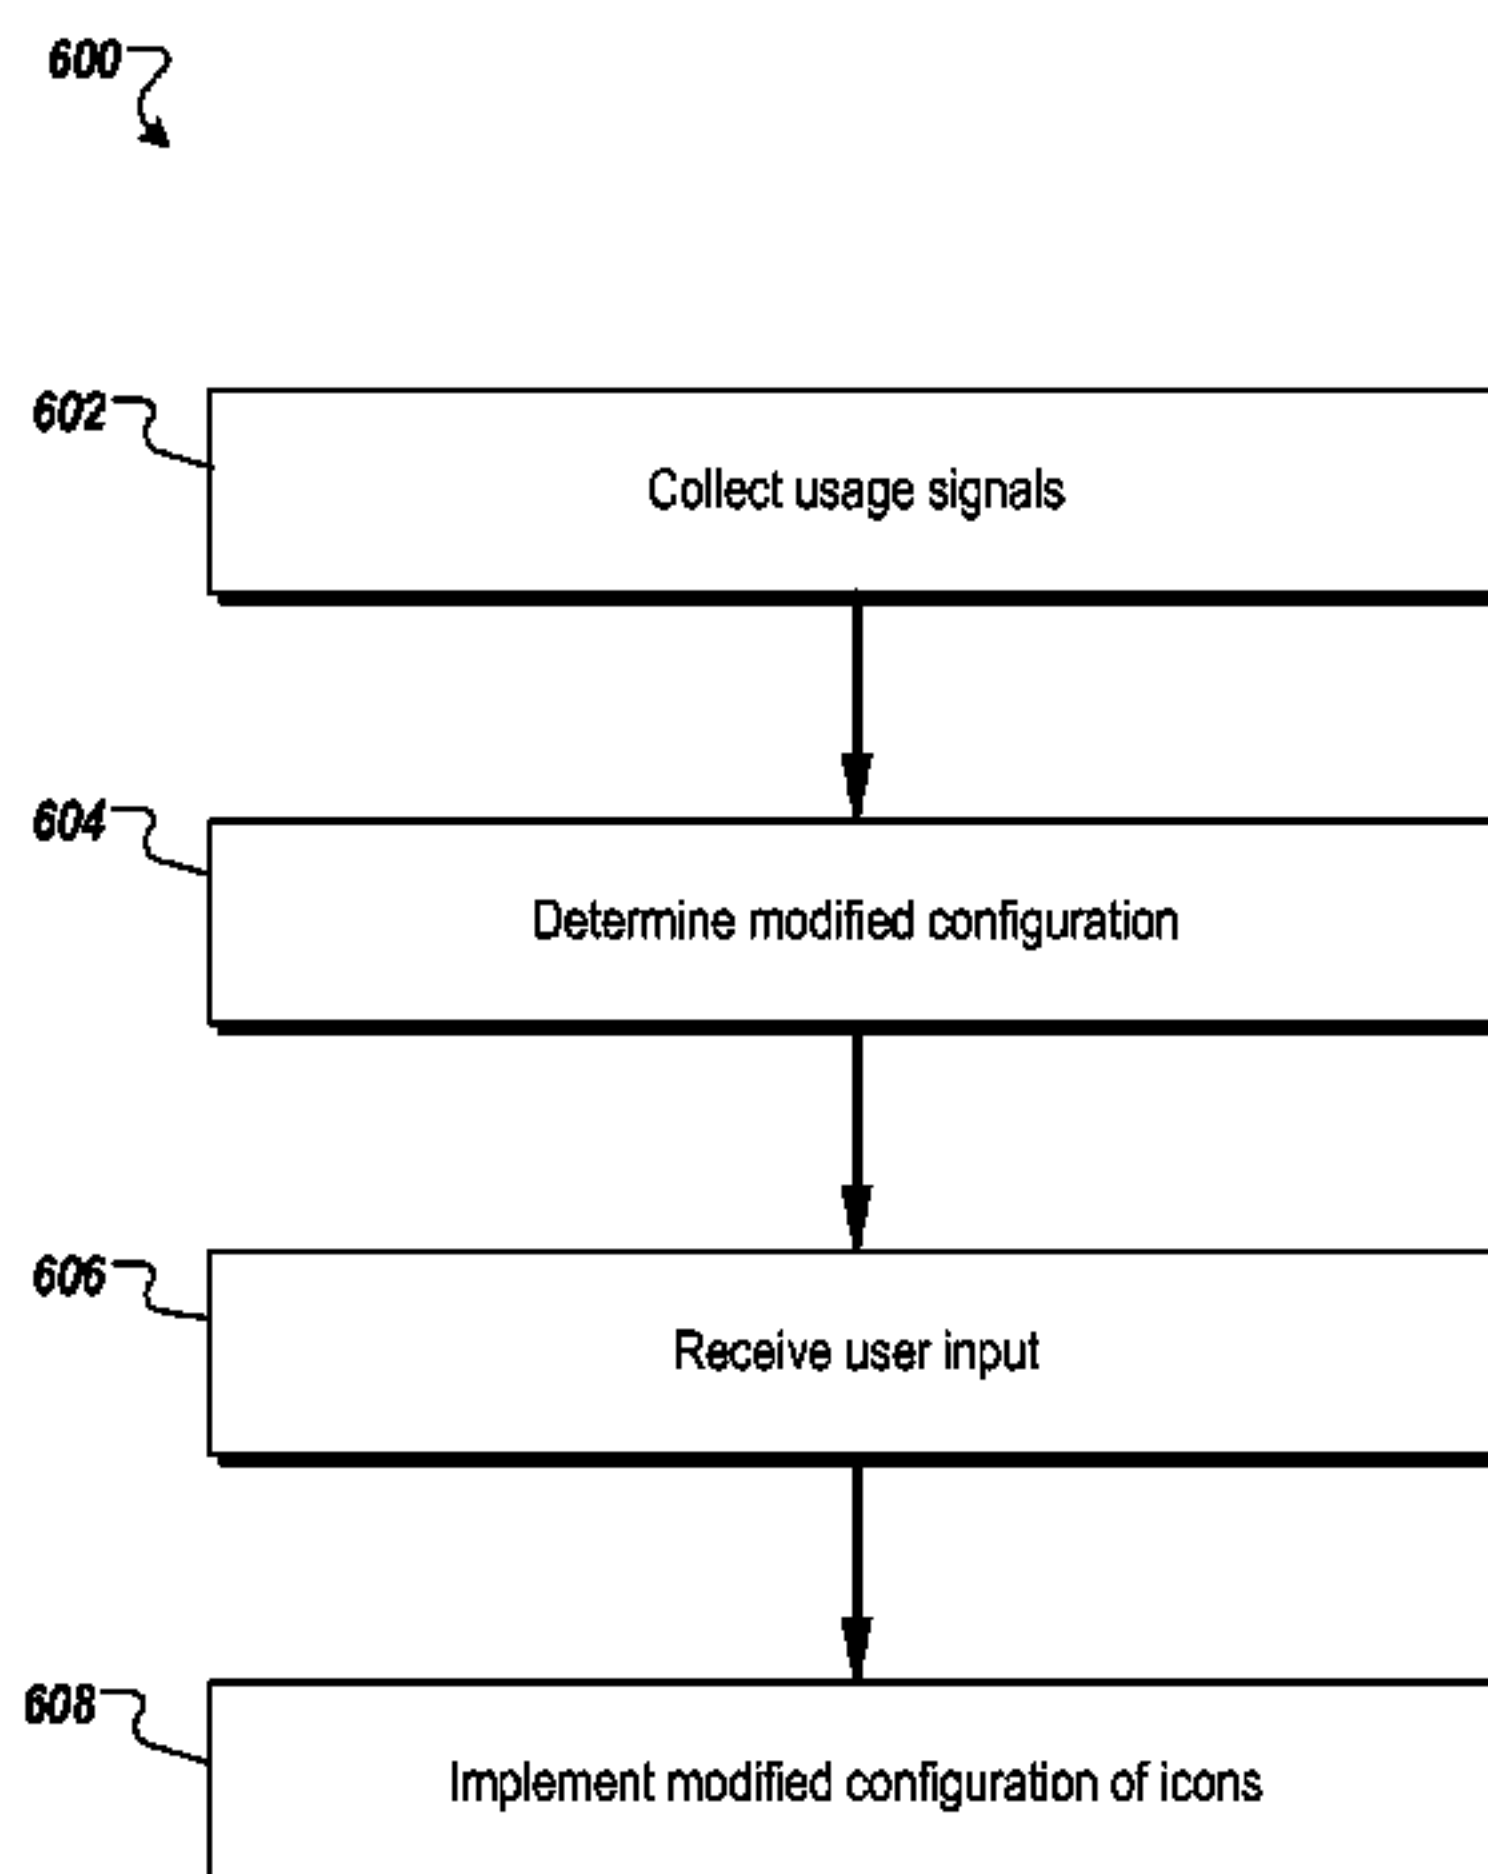 600
602
Collect usage signals
604
Determine modified configuration
606
Receive user input
608
Implement modified configuration of icons